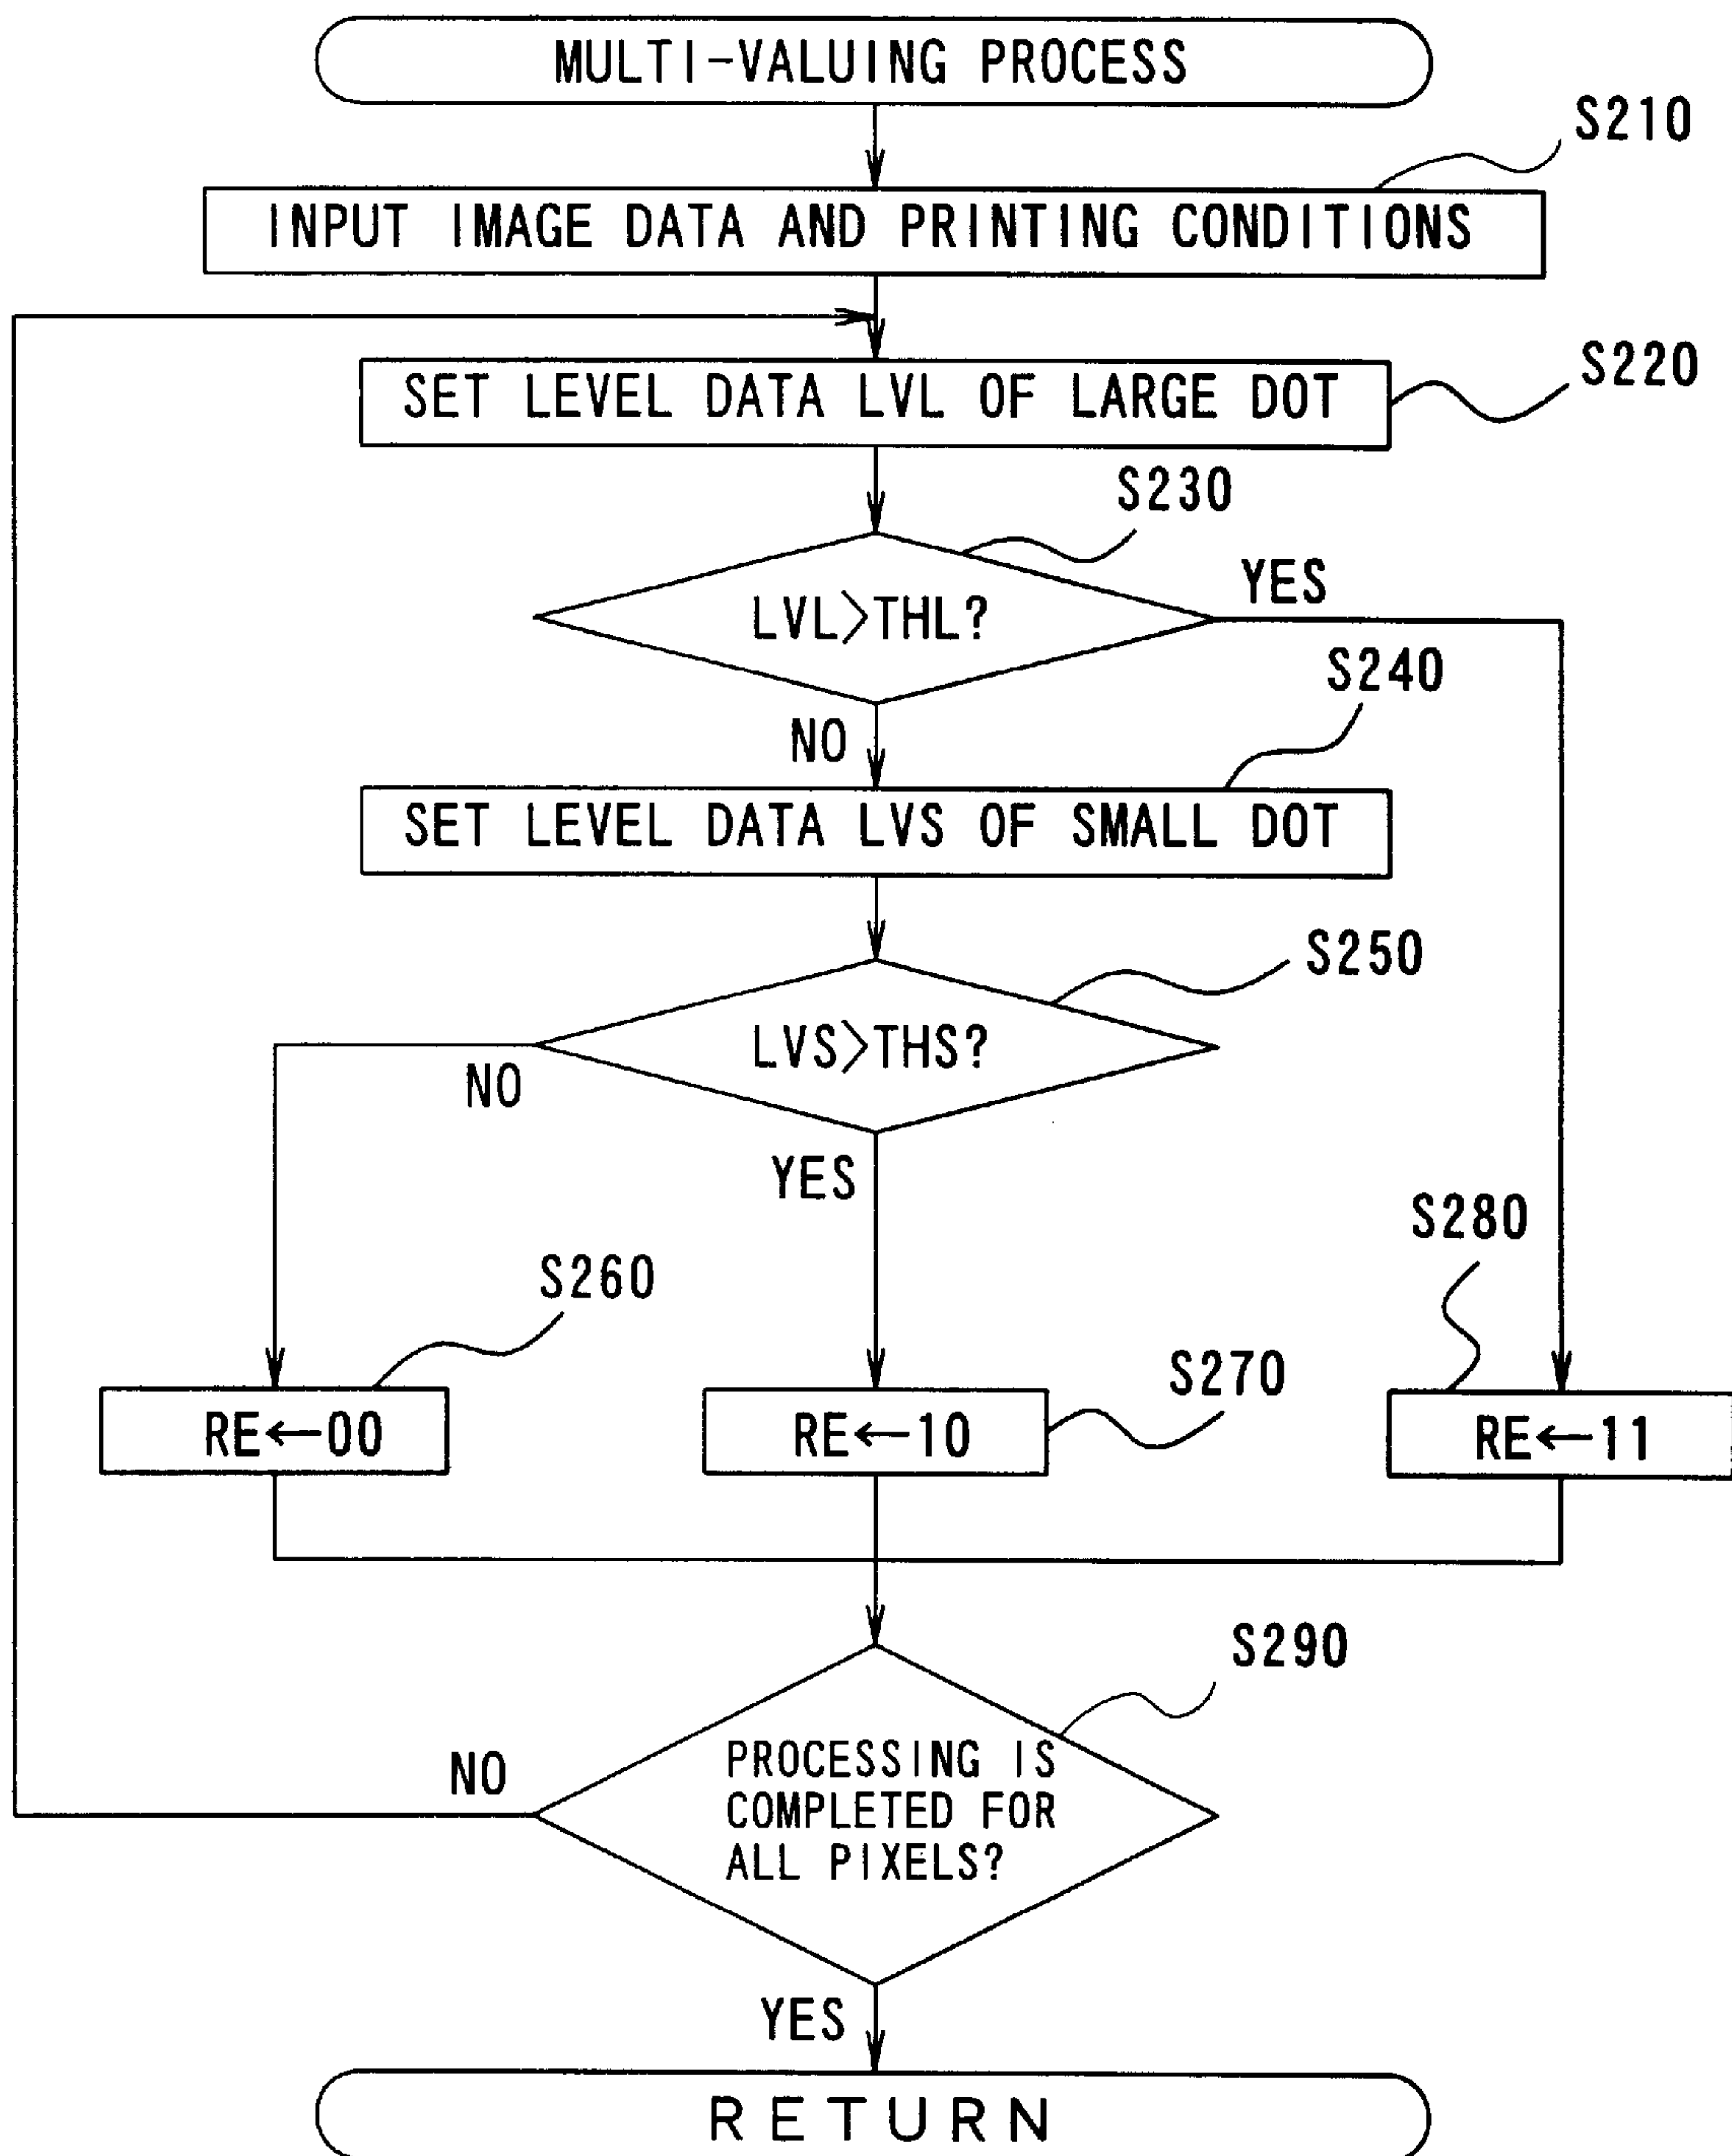 MULTI-VALUING PROCESS
S210
INPUT IMAGE DATA AND PRINTING CONDITIONS
S220
SET LEVEL DATA LVL OF LARGE DOT
S230
LVL>THL?
YES
NO
S240
SET LEVEL DATA LVS OF SMALL DOT
S250
LVS>THS?
NO
YES
S260
S270
S280
RE←00
RE←10
RE←11
S290
PROCESSING IS
COMPLETED FOR
ALL PIXELS?
NO
YES
RETURN